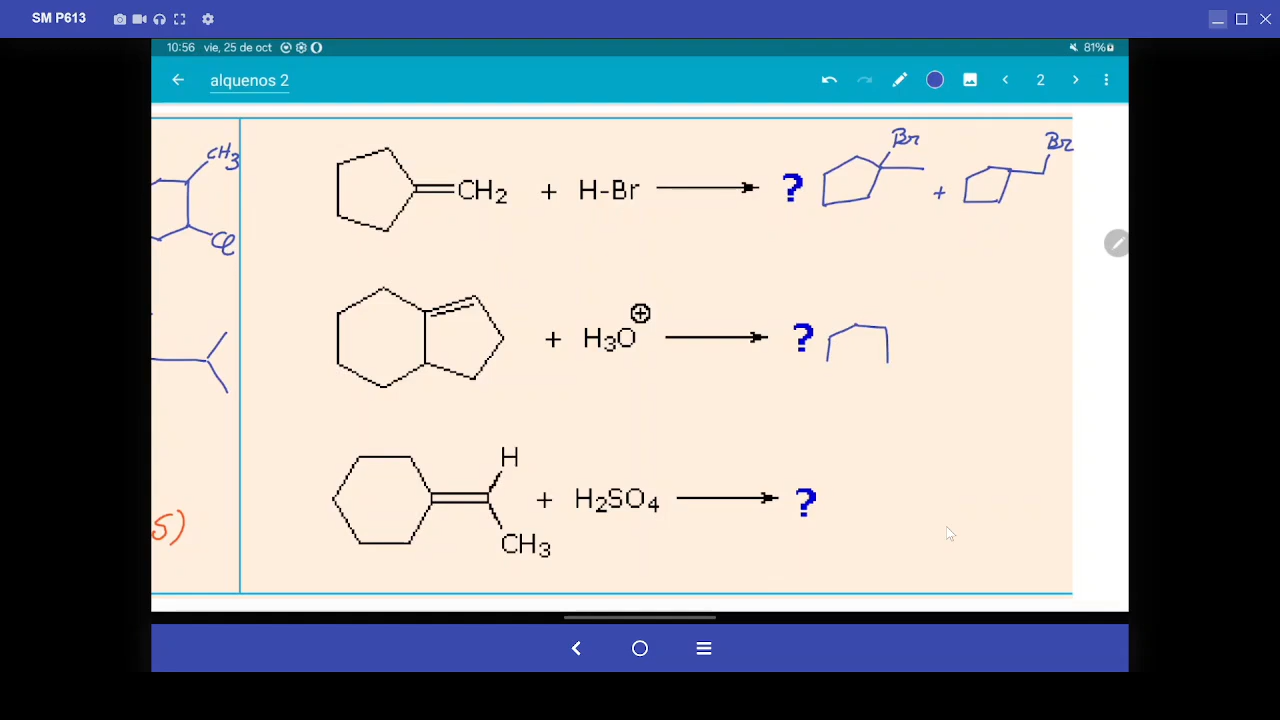 SM P613
10:56 vie, 25 de oct 81%
alquenos 2 2
CH3
Cl
=CH2 + H-Br ? Br + Br
+ H3O⊕ ?
H
+ H2SO4 ?
CH3
5)